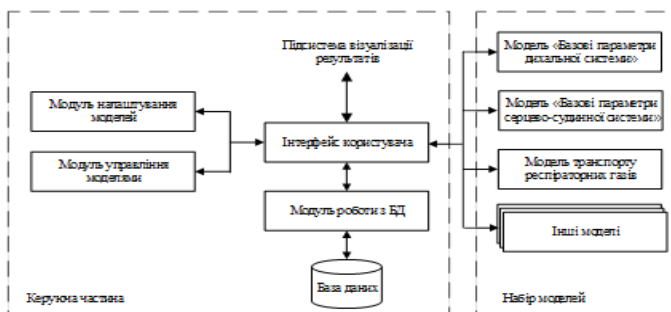 Підсистема візуалізації
результатів
Модуль налаштування
моделей
Модуль управління
моделями
Інтерфейс користувача
Модуль роботи з БД
База даних
Керуюча частина
Модель «Базові параметри
дихальної системи»
Модель «Базові параметри
серцево-судинної системи»
Модель транспорту
респіраторних газів
Інші моделі
Набір моделей